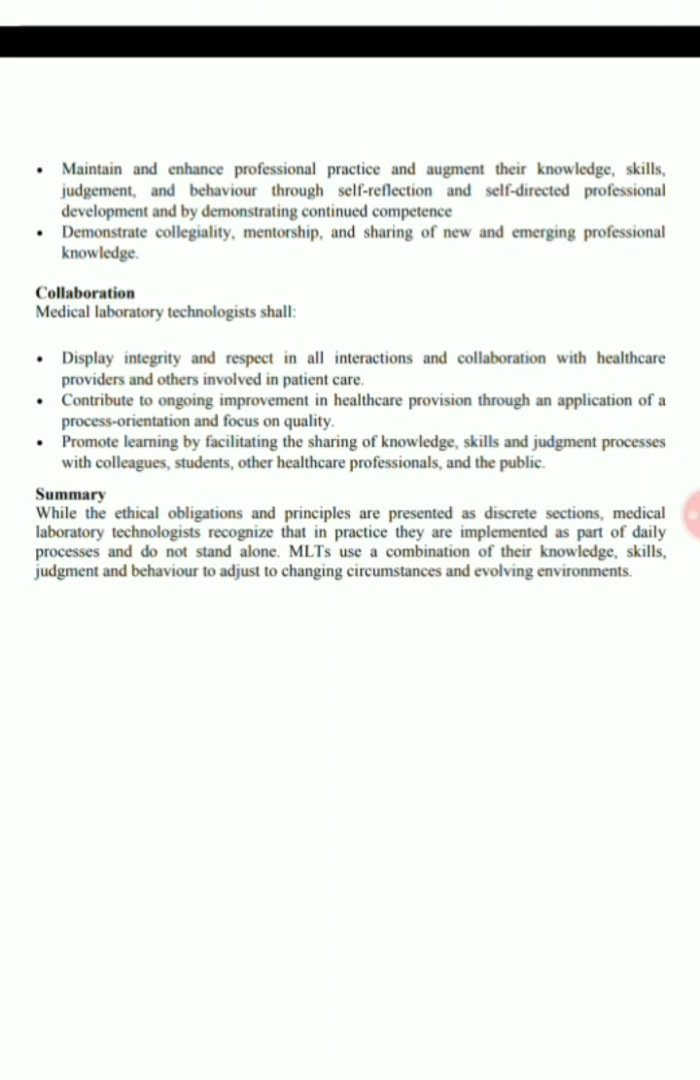 • Maintain and enhance professional practice and augment their knowledge, skills,
judgement, and behaviour through self-reflection and self-directed professional
development and by demonstrating continued competence
• Demonstrate collegiality, mentorship, and sharing of new and emerging professional
knowledge.
Collaboration
Medical laboratory technologists shall:
• Display integrity and respect in all interactions and collaboration with healthcare
providers and others involved in patient care.
• Contribute to ongoing improvement in healthcare provision through an application of a
process-orientation and focus on quality.
• Promote learning by facilitating the sharing of knowledge, skills and judgment processes
with colleagues, students, other healthcare professionals, and the public.
Summary
While the ethical obligations and principles are presented as discrete sections, medical
laboratory technologists recognize that in practice they are implemented as part of daily
processes and do not stand alone. MLTs use a combination of their knowledge, skills,
judgment and behaviour to adjust to changing circumstances and evolving environments.